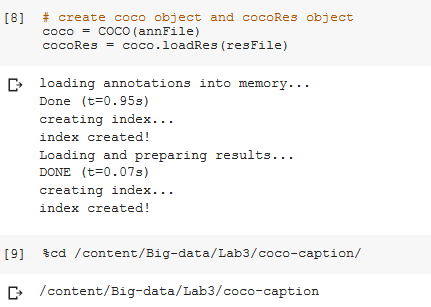 [8] # create coco object and cocoRes object
coco = COCO(annFile)
cocoRes = coco.loadRes(resFile)
loading annotations into memory...
Done (t=0.95s)
creating index...
index created!
Loading and preparing results...
DONE (t=0.07s)
creating index...
index created!
[9] %cd /content/Big-data/Lab3/coco-caption/
/content/Big-data/Lab3/coco-caption